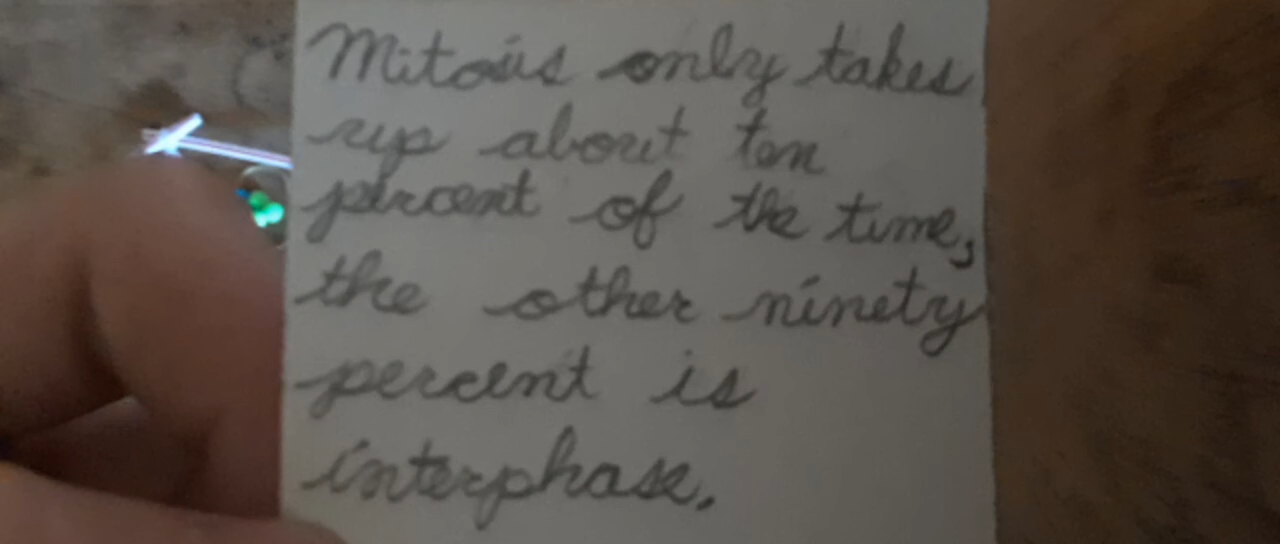 Mitosis only takes
up about ten
percent of the time,
the other ninety
percent is
interphase.